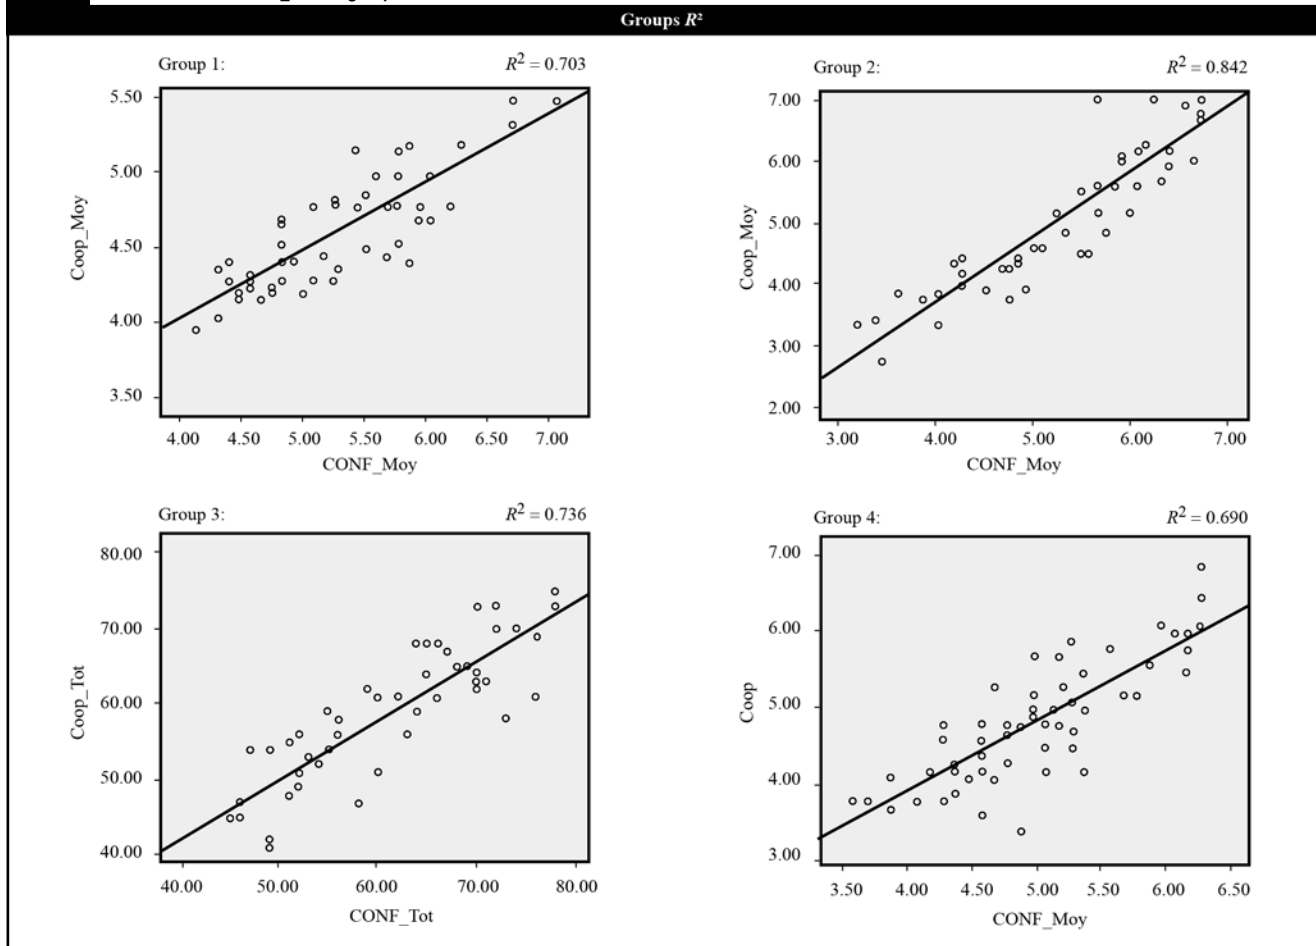 Groups R²
Group 1: R² = 0.703
5.50
5.00
4.50
4.00
3.50
Coop_Moy
4.00 4.50 5.00 5.50 6.00 6.50 7.00
CONF_Moy
Group 2: R² = 0.842
7.00
6.00
5.00
4.00
3.00
2.00
Coop_Moy
3.00 4.00 5.00 6.00 7.00
CONF_Moy
Group 3: R² = 0.736
80.00
70.00
60.00
50.00
40.00
Coop_Tot
40.00 50.00 60.00 70.00 80.00
CONF_Tot
Group 4: R² = 0.690
7.00
6.00
5.00
4.00
3.00
Coop
3.50 4.00 4.50 5.00 5.50 6.00 6.50
CONF_Moy